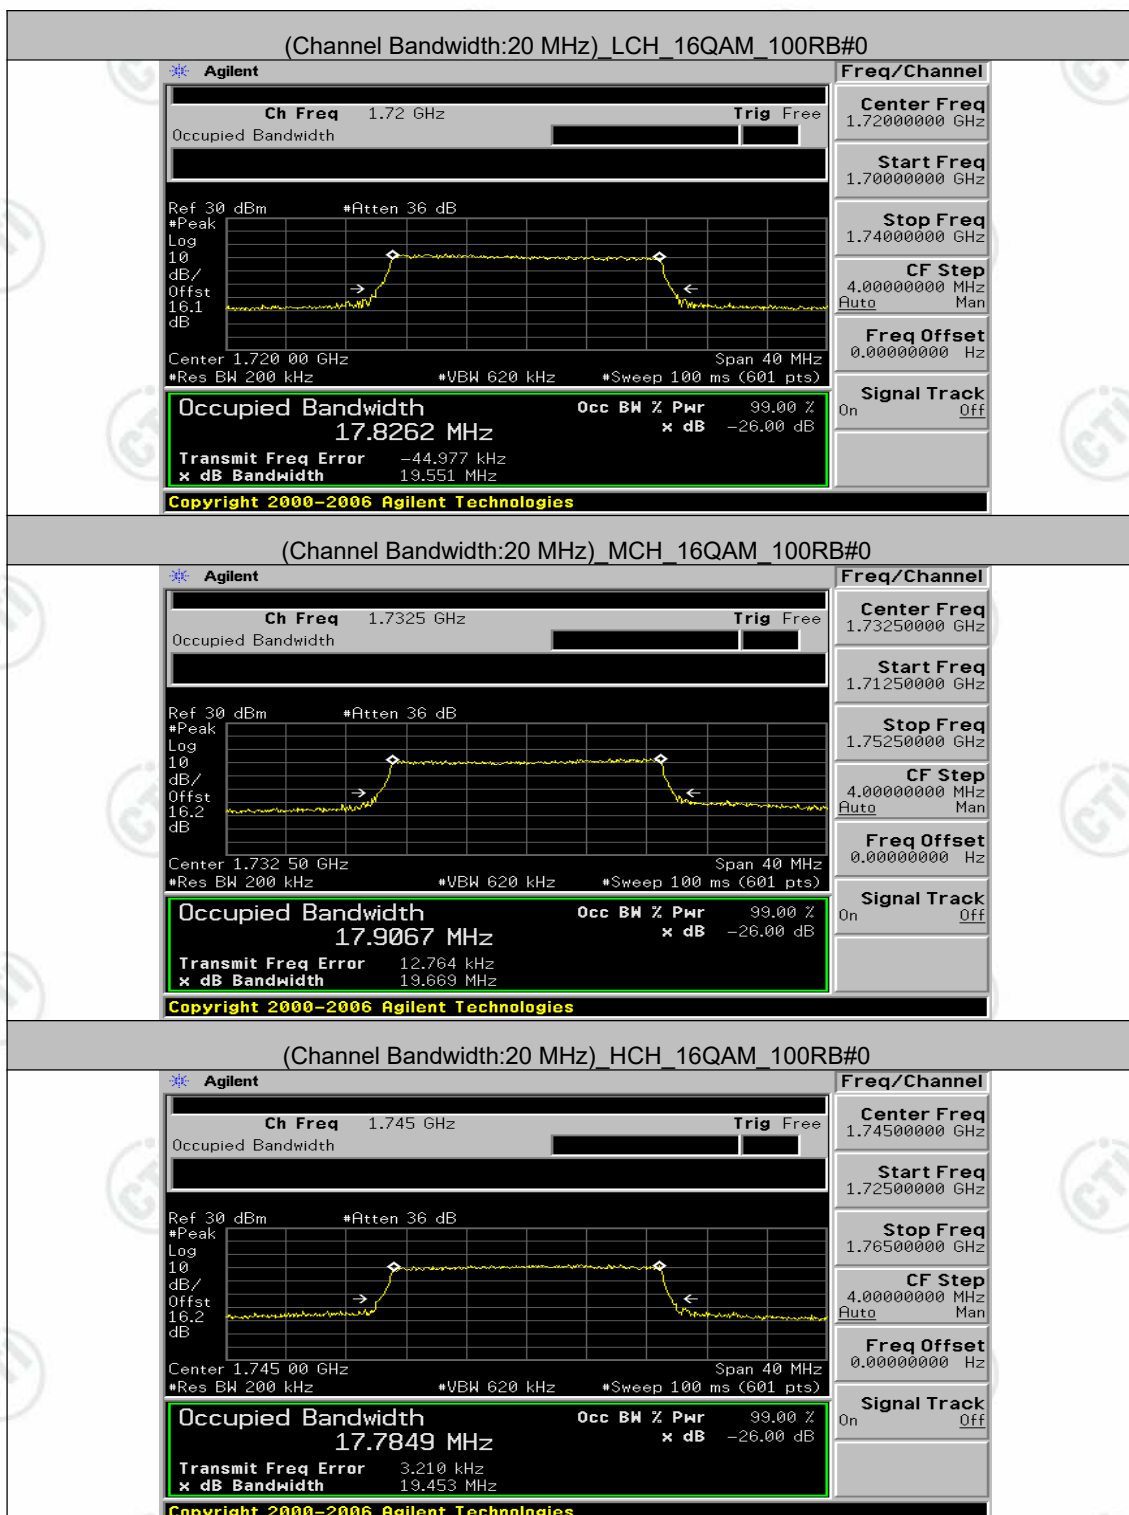 (Channel Bandwidth:20 MHz)_LCH_16QAM_100RB#0
Agilent
Freq/Channel
Ch Freq 1.72 GHz Trig Free
Occupied Bandwidth
Center Freq
1.72000000 GHz
Start Freq
1.70000000 GHz
Stop Freq
1.74000000 GHz
CF Step
4.00000000 MHz
Auto Man
Freq Offset
0.00000000 Hz
Signal Track
On Off
Ref 30 dBm #Atten 36 dB
#Peak
Log
10
dB/
Offst
16.1
dB
Center 1.720 00 GHz Span 40 MHz
#Res BW 200 kHz #VBW 620 kHz #Sweep 100 ms (601 pts)
Occupied Bandwidth Occ BW % Pwr 99.00 %
17.8262 MHz x dB -26.00 dB
Transmit Freq Error -44.977 kHz
x dB Bandwidth 19.551 MHz
Copyright 2000-2006 Agilent Technologies
(Channel Bandwidth:20 MHz)_MCH_16QAM_100RB#0
Agilent
Freq/Channel
Ch Freq 1.7325 GHz Trig Free
Occupied Bandwidth
Center Freq
1.73250000 GHz
Start Freq
1.71250000 GHz
Stop Freq
1.75250000 GHz
CF Step
4.00000000 MHz
Auto Man
Freq Offset
0.00000000 Hz
Signal Track
On Off
Ref 30 dBm #Atten 36 dB
#Peak
Log
10
dB/
Offst
16.2
dB
Center 1.732 50 GHz Span 40 MHz
#Res BW 200 kHz #VBW 620 kHz #Sweep 100 ms (601 pts)
Occupied Bandwidth Occ BW % Pwr 99.00 %
17.9067 MHz x dB -26.00 dB
Transmit Freq Error 12.764 kHz
x dB Bandwidth 19.669 MHz
Copyright 2000-2006 Agilent Technologies
(Channel Bandwidth:20 MHz)_HCH_16QAM_100RB#0
Agilent
Freq/Channel
Ch Freq 1.745 GHz Trig Free
Occupied Bandwidth
Center Freq
1.74500000 GHz
Start Freq
1.72500000 GHz
Stop Freq
1.76500000 GHz
CF Step
4.00000000 MHz
Auto Man
Freq Offset
0.00000000 Hz
Signal Track
On Off
Ref 30 dBm #Atten 36 dB
#Peak
Log
10
dB/
Offst
16.2
dB
Center 1.745 00 GHz Span 40 MHz
#Res BW 200 kHz #VBW 620 kHz #Sweep 100 ms (601 pts)
Occupied Bandwidth Occ BW % Pwr 99.00 %
17.7849 MHz x dB -26.00 dB
Transmit Freq Error 3.210 kHz
x dB Bandwidth 19.453 MHz
Copyright 2000-2006 Agilent Technologies
CTI